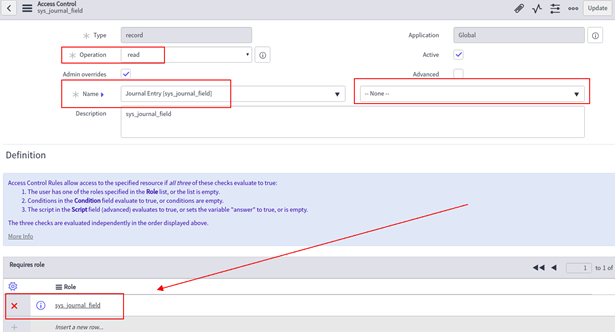 Access Control
sys_journal_field
Update
Type record Application Global
Operation read Active
Admin overrides Advanced
Name Journal Entry [sys_journal_field] -- None --
Description sys_journal_field
Definition
Access Control Rules allow access to the specified resource if all three of these checks evaluate to true:
1. The user has one of the roles specified in the Role list, or the list is empty.
2. Conditions in the Condition field evaluate to true, or conditions are empty.
3. The script in the Script field (advanced) evaluates to true, or sets the variable "answer" to true, or is empty.
The three checks are evaluated independently in the order displayed above.
More Info
Requires role
1 to 1 of
Role
sys_journal_field
Insert a new row...